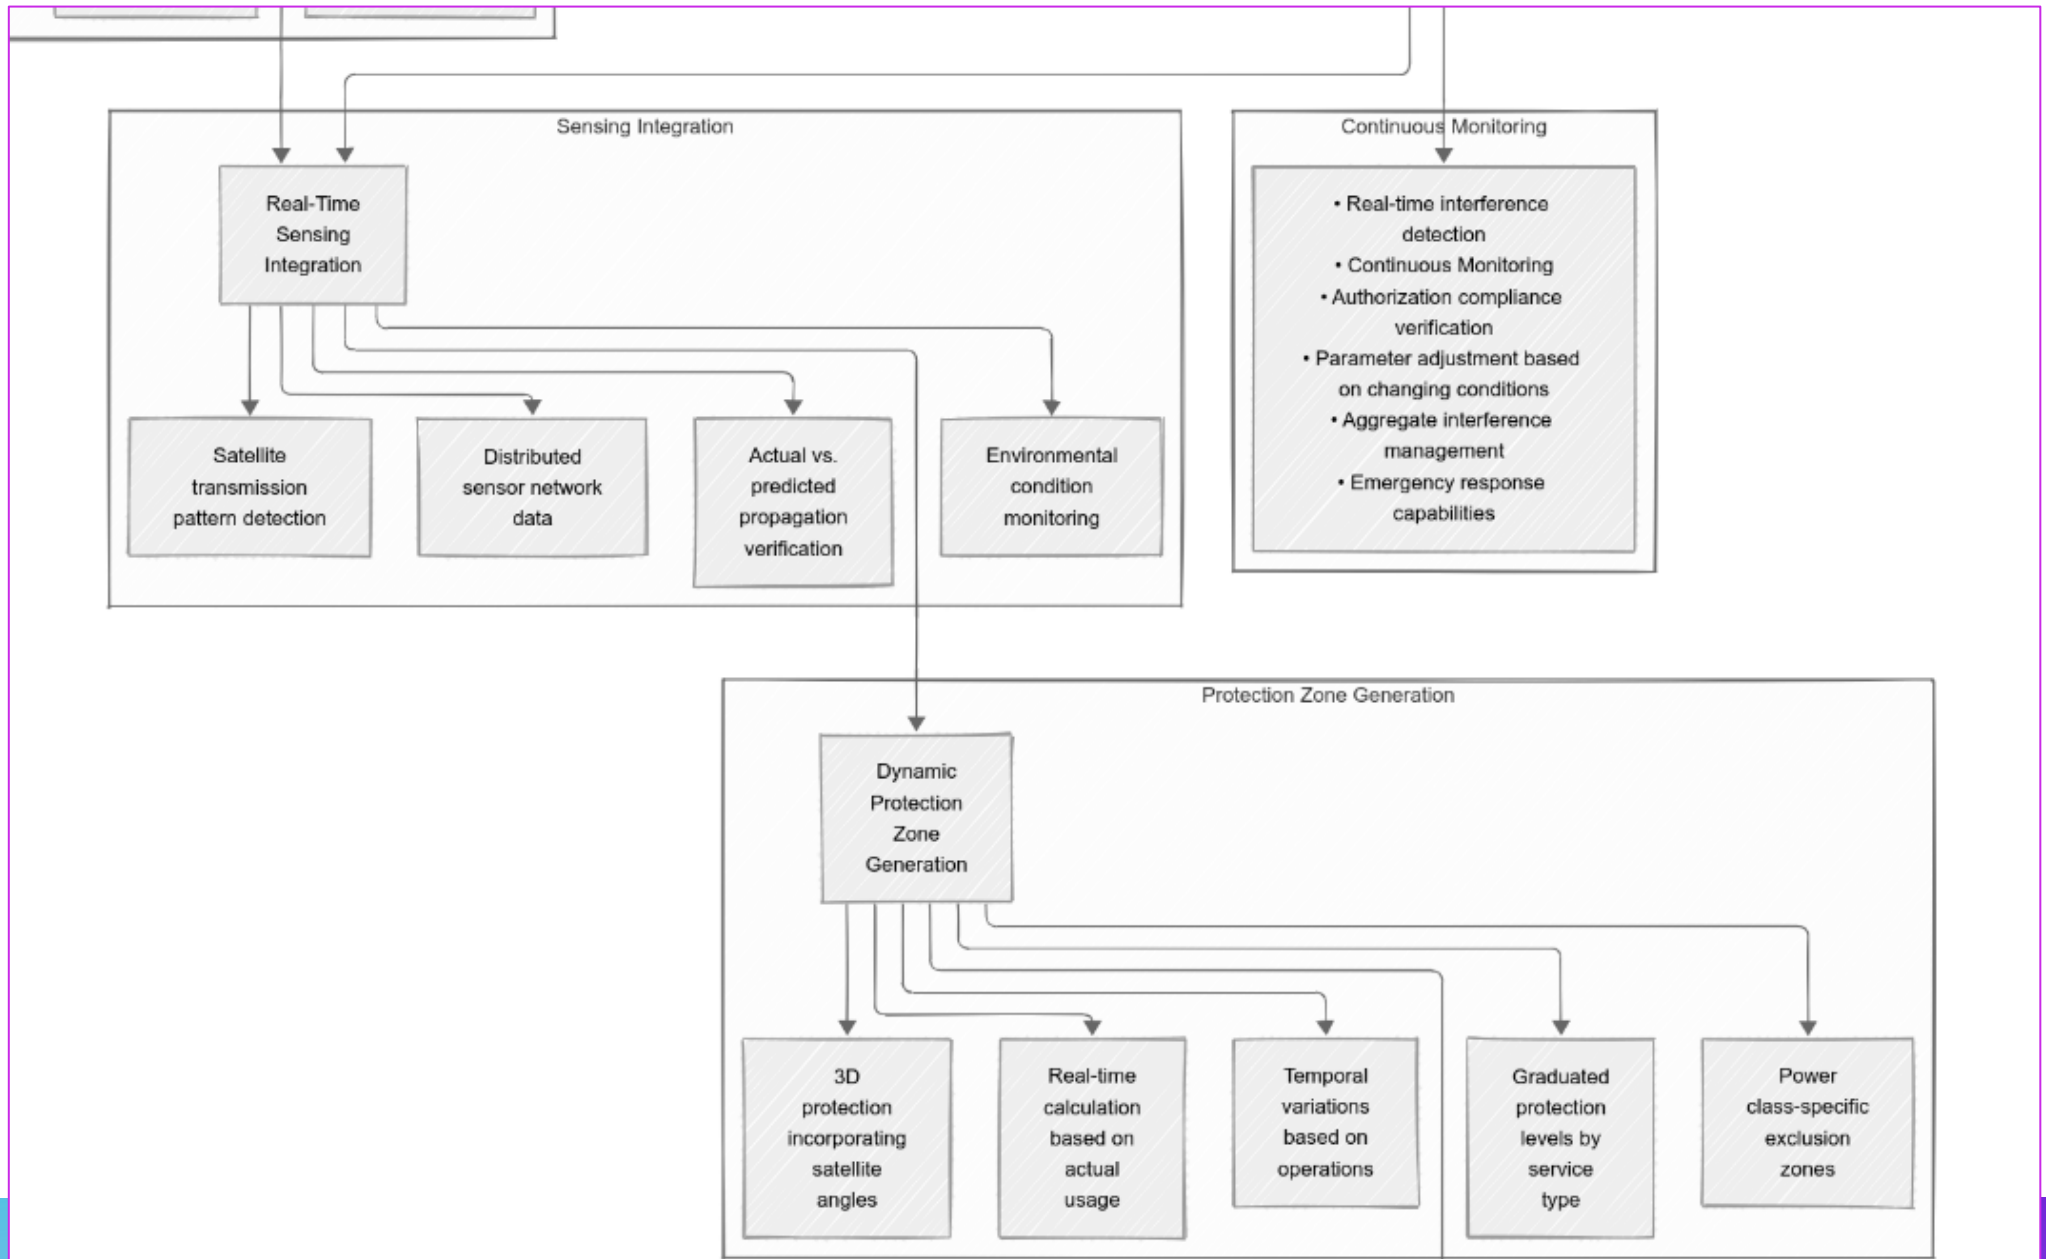 Sensing Integration
Continuous Monitoring
Real-Time
Sensing
Integration
• Real-time interference
detection
• Continuous Monitoring
• Authorization compliance
verification
• Parameter adjustment based
on changing conditions
• Aggregate interference
management
• Emergency response
capabilities
Satellite
transmission
pattern detection
Distributed
sensor network
data
Actual vs.
predicted
propagation
verification
Environmental
condition
monitoring
Protection Zone Generation
Dynamic
Protection
Zone
Generation
3D
protection
incorporating
satellite
angles
Real-time
calculation
based on
actual
usage
Temporal
variations
based on
operations
Graduated
protection
levels by
service
type
Power
class-specific
exclusion
zones